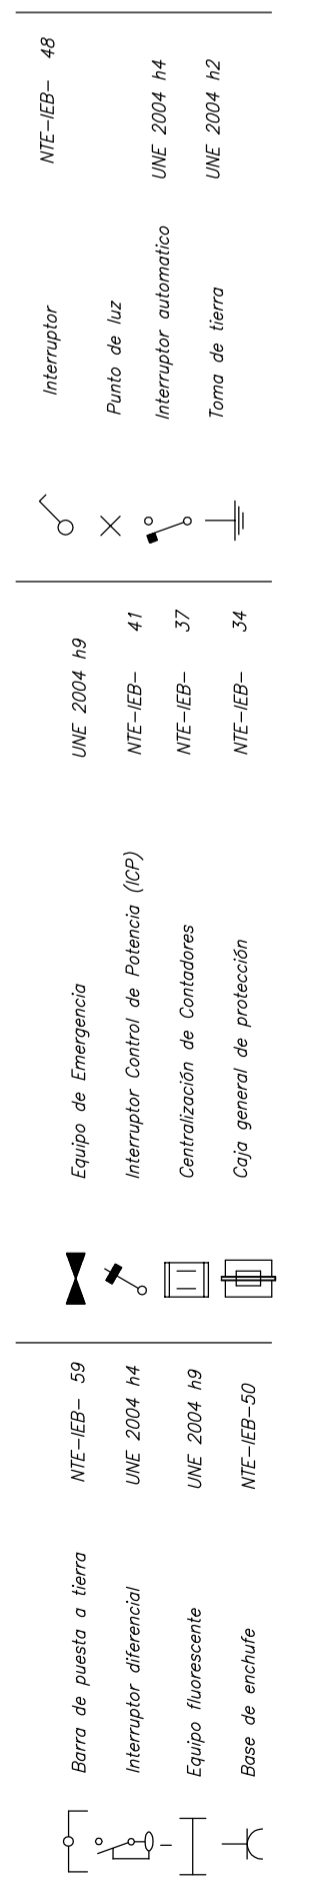 Barra de puesta a tierra NTE-IEB- 59
Interruptor diferencial UNE 2004 h4
Equipo fluorescente UNE 2004 h9
Base de enchufe NTE-IEB-50
Equipo de Emergencia UNE 2004 h9
Interruptor Control de Potencia (ICP) NTE-IEB- 41
Centralización de Contadores NTE-IEB- 37
Caja general de protección NTE-IEB- 34
Interruptor NTE-IEB- 48
Punto de luz
Interruptor automatico UNE 2004 h4
Toma de tierra UNE 2004 h2